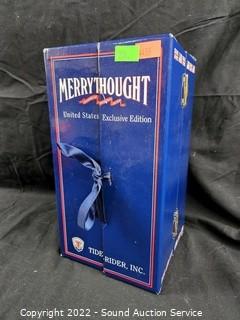 MERRYTHOUGHT
United States Exclusive Edition
TIDE-RIDER, INC.
Copyright 2022 - Sound Auction Service